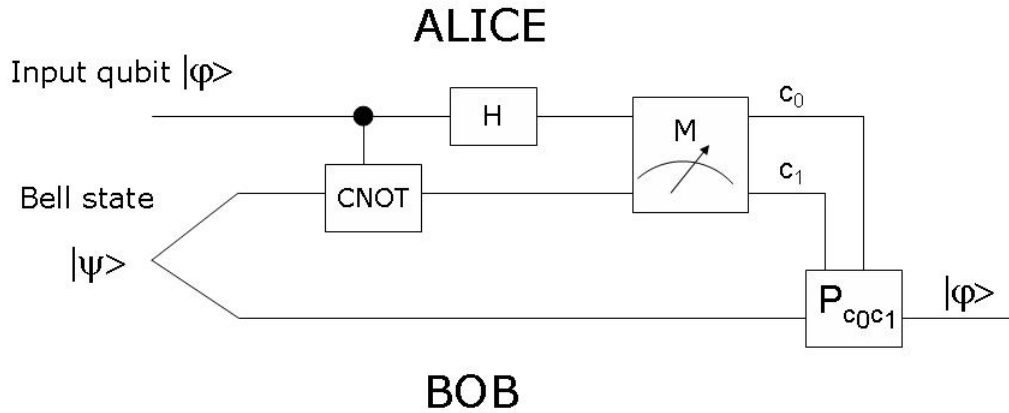 ALICE
Input qubit |φ>
H
M
c0
CNOT
c1
Bell state
|ψ>
Pc0c1
|φ>
BOB